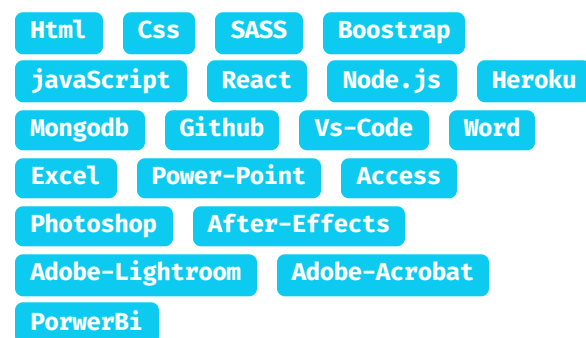 Html Css SASS Boostrap
javaScript React Node.js Heroku
Mongodb Github Vs-Code Word
Excel Power-Point Access
Photoshop After-Effects
Adobe-Lightroom Adobe-Acrobat
PorwerBi